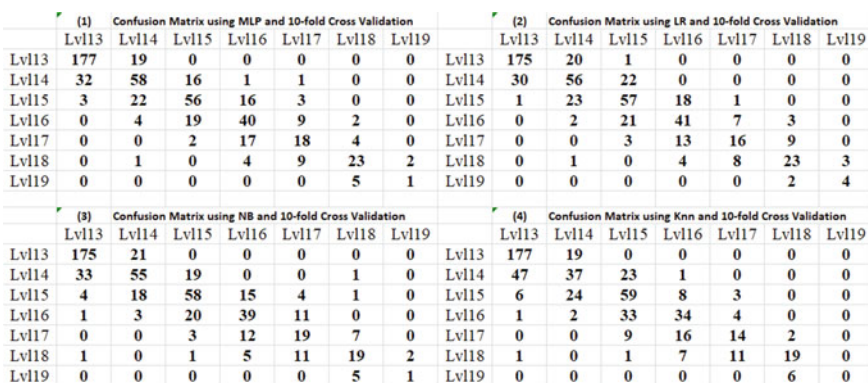 (1) Confusion Matrix using MLP and 10-fold Cross Validation (2) Confusion Matrix using LR and 10-fold Cross Validation
Lvl13 Lvl14 Lvl15 Lvl16 Lvl17 Lvl18 Lvl19 Lvl13 Lvl14 Lvl15 Lvl16 Lvl17 Lvl18 Lvl19
Lvl13 177 19 0 0 0 0 0 Lvl13 175 20 1 0 0 0 0
Lvl14 32 58 16 1 1 0 0 Lvl14 30 56 22 0 0 0 0
Lvl15 3 22 56 16 3 0 0 Lvl15 1 23 57 18 1 0 0
Lvl16 0 4 19 40 9 2 0 Lvl16 0 2 21 41 7 3 0
Lvl17 0 0 2 17 18 4 0 Lvl17 0 0 3 13 16 9 0
Lvl18 0 1 0 4 9 23 2 Lvl18 0 1 0 4 8 23 3
Lvl19 0 0 0 0 0 5 1 Lvl19 0 0 0 0 0 2 4
(3) Confusion Matrix using NB and 10-fold Cross Validation (4) Confusion Matrix using Knn and 10-fold Cross Validation
Lvl13 Lvl14 Lvl15 Lvl16 Lvl17 Lvl18 Lvl19 Lvl13 Lvl14 Lvl15 Lvl16 Lvl17 Lvl18 Lvl19
Lvl13 175 21 0 0 0 0 0 Lvl13 177 19 0 0 0 0 0
Lvl14 33 55 19 0 0 1 0 Lvl14 47 37 23 1 0 0 0
Lvl15 4 18 58 15 4 1 0 Lvl15 6 24 59 8 3 0 0
Lvl16 1 3 20 39 11 0 0 Lvl16 1 2 33 34 4 0 0
Lvl17 0 0 3 12 19 7 0 Lvl17 0 0 9 16 14 2 0
Lvl18 1 0 1 5 11 19 2 Lvl18 1 0 1 7 11 19 0
Lvl19 0 0 0 0 0 5 1 Lvl19 0 0 0 0 0 6 0